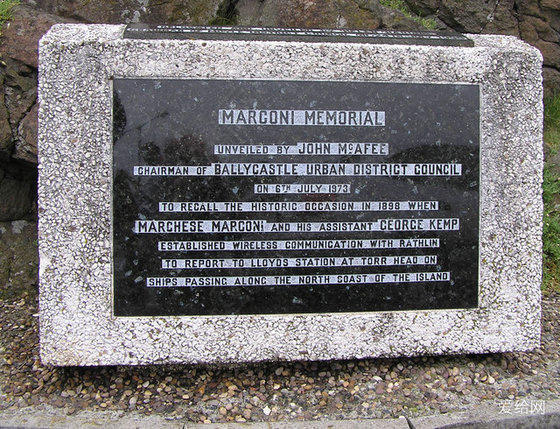 MARCONI MEMORIAL
UNVEILED BY JOHN McAFEE
CHAIRMAN OF BALLYCASTLE URBAN DISTRICT COUNCIL
ON 6TH JULY 1973
TO RECALL THE HISTORIC OCCASION IN 1898 WHEN
MARCHESE MARCONI AND HIS ASSISTANT GEORGE KEMP
ESTABLISHED WIRELESS COMMUNICATION WITH RATHLIN
TO REPORT TO LLOYDS STATION AT TORR HEAD ON
SHIPS PASSING ALONG THE NORTH COAST OF THE ISLAND
爱给网